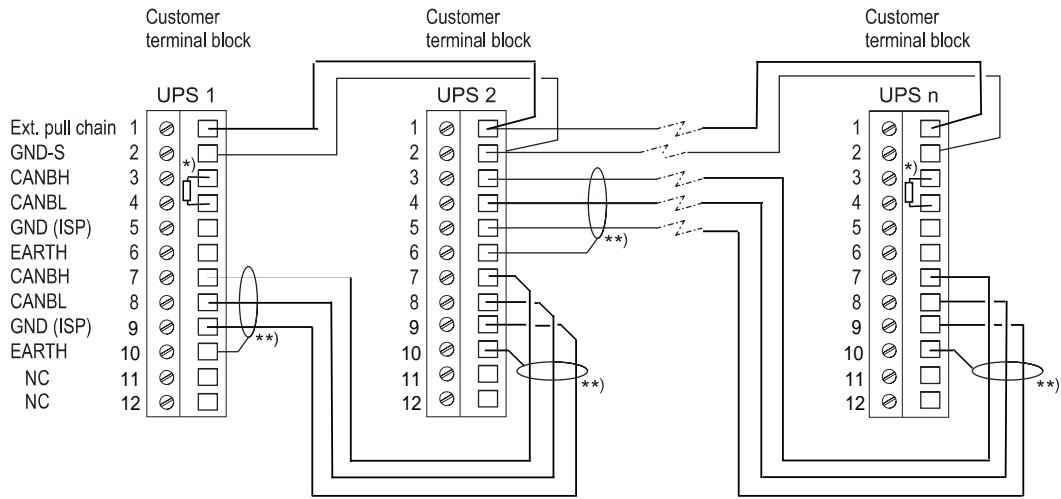 Customer
terminal block
Customer
terminal block
Customer
terminal block
UPS 1
UPS 2
UPS n
Ext. pull chain 1
GND-S 2
CANBH 3
CANBL 4
GND (ISP) 5
EARTH 6
CANBH 7
CANBL 8
GND (ISP) 9
EARTH 10
NC 11
NC 12
*)
**)
1
2
3
4
5
6
7
8
9
10
11
12
**)
**)
1
2
3
4
5
6
7
8
9
10
11
12
*)
**)